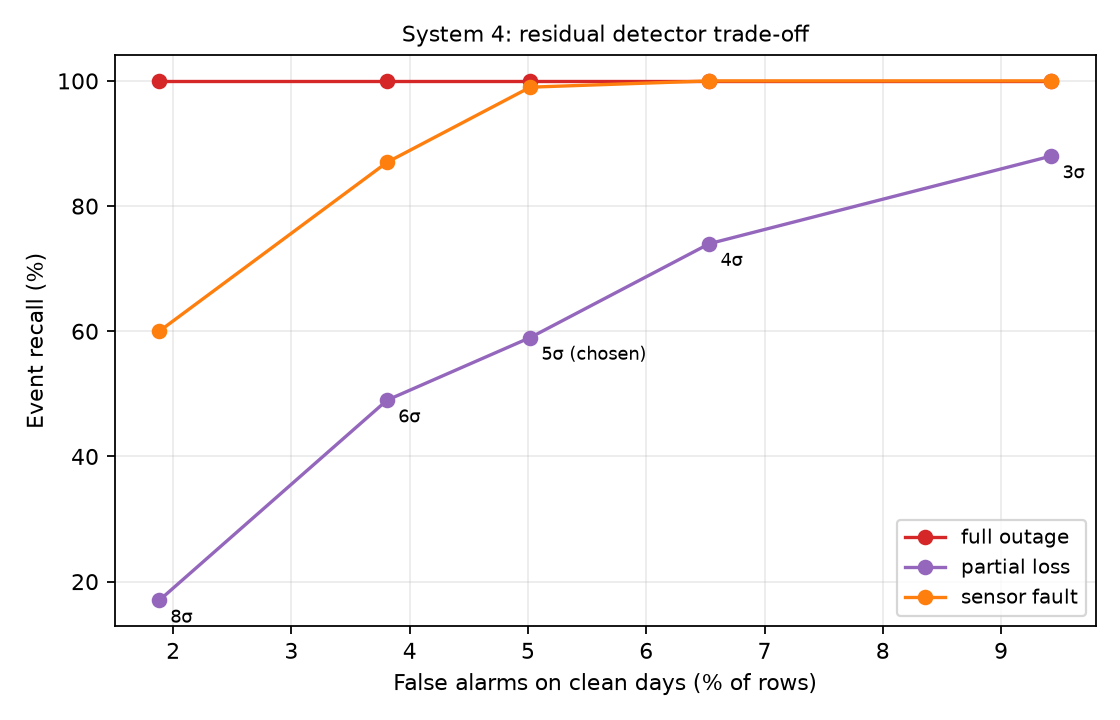 System 4: residual detector trade-off
Event recall (%)
100
80
60
40
20
3σ
4σ
5σ (chosen)
6σ
8σ
full outage
partial loss
sensor fault
2 3 4 5 6 7 8 9
False alarms on clean days (% of rows)